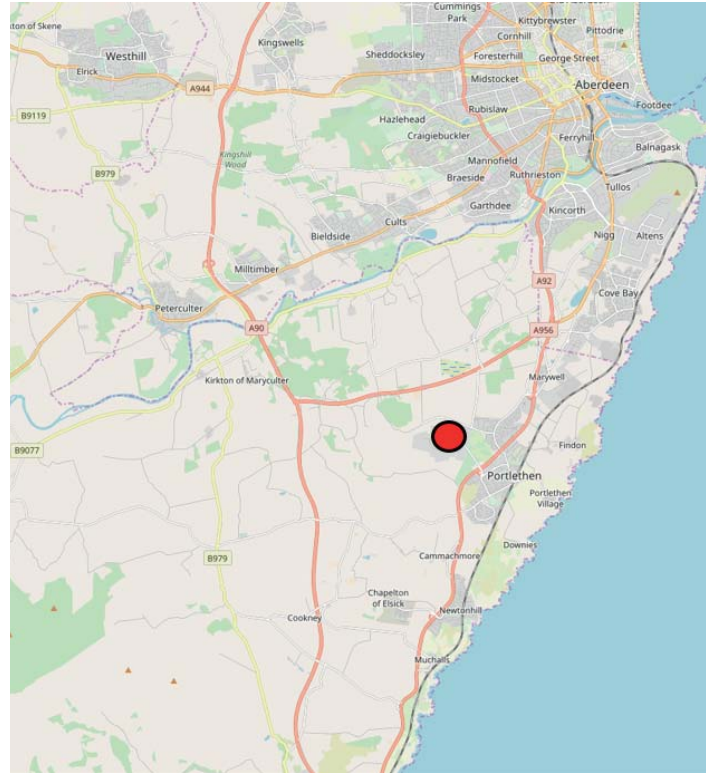 Cummings
Park
Kittybrewster
Pittodrie
Cornhill
Kingswells
ton of Skene
Westhill
Sheddocksley
Foresterhill
George Street
Elrick
Midstocket
Aberdeen
A944
Rubislaw
Footdee
B9119
Hazlehead
Craigiebuckler
Ferryhill
Balnagask
Kingshill
Wood
Mannofield
B979
Braeside
Ruthrieston
Tullos
Garthdee
Kincorth
Cults
Bieldside
Nigg
Altens
Milltimber
A92
Cove Bay
Peterculter
A90
A956
Kirkton of Maryculter
Marywell
B9077
Findon
Portlethen
Portlethen
Village
Downies
B979
Cammachmore
Chapelton
of Elsick
Newtonhill
Cookney
Muchalls